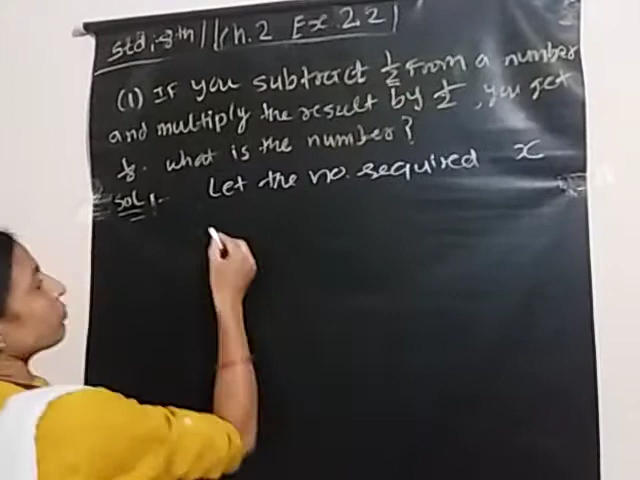 Std. 8th || Ch. 2 Ex. 2.2 |
(1) If you subtract 1/2 from a number
and multiply the result by 1/2, you get
1/8. what is the number?
Sol:- Let the no. required x